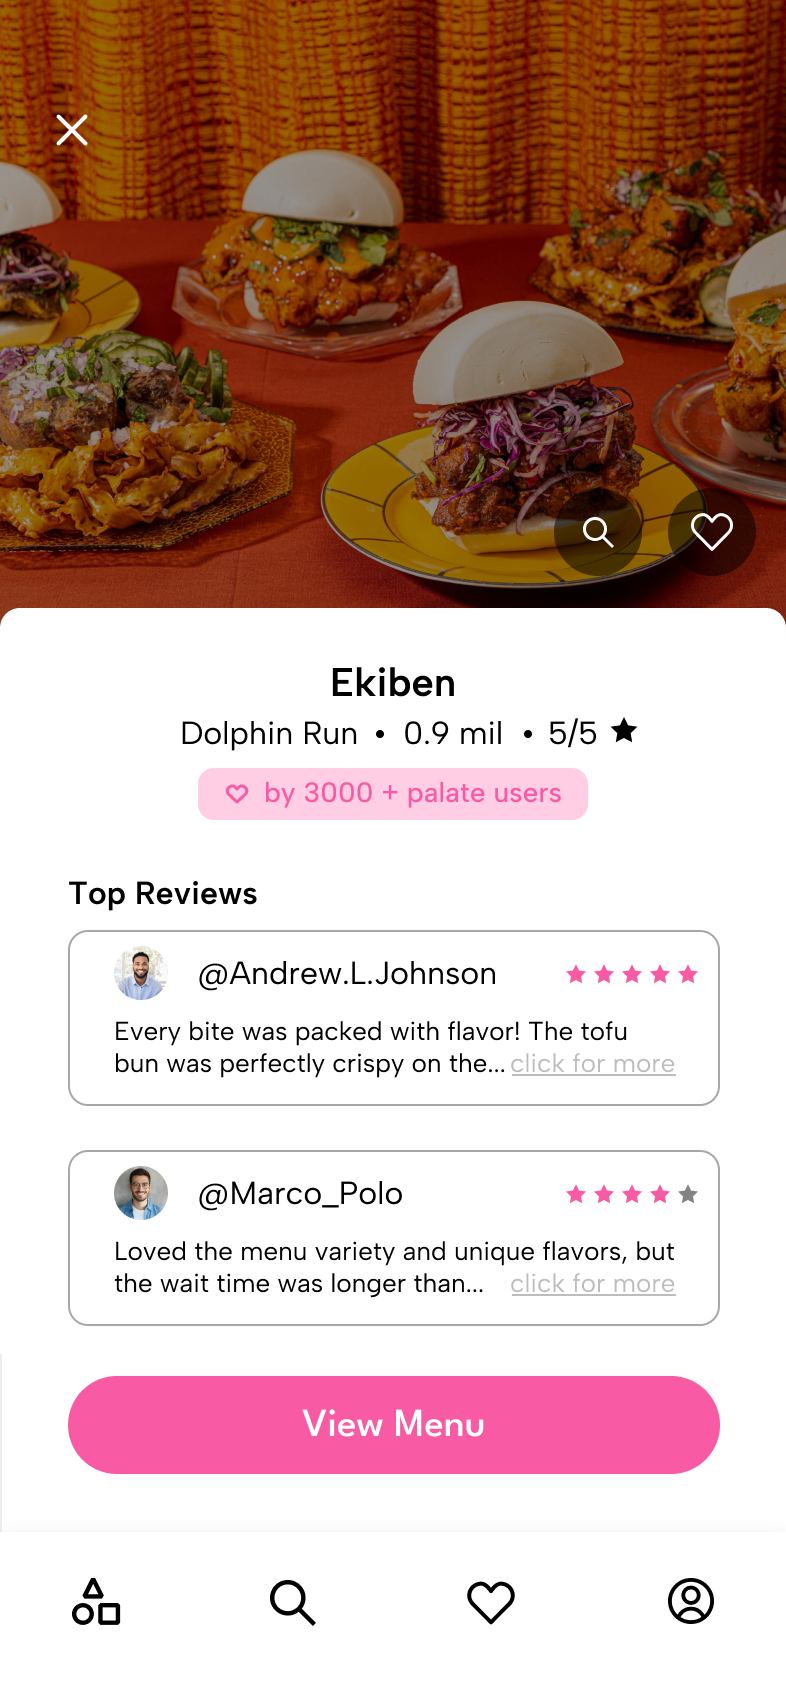 Ekiben
Dolphin Run • 0.9 mil • 5/5
by 3000 + palate users
Top Reviews
@Andrew.L.Johnson
Every bite was packed with flavor! The tofu
bun was perfectly crispy on the... click for more
@Marco_Polo
Loved the menu variety and unique flavors, but
the wait time was longer than... click for more
View Menu